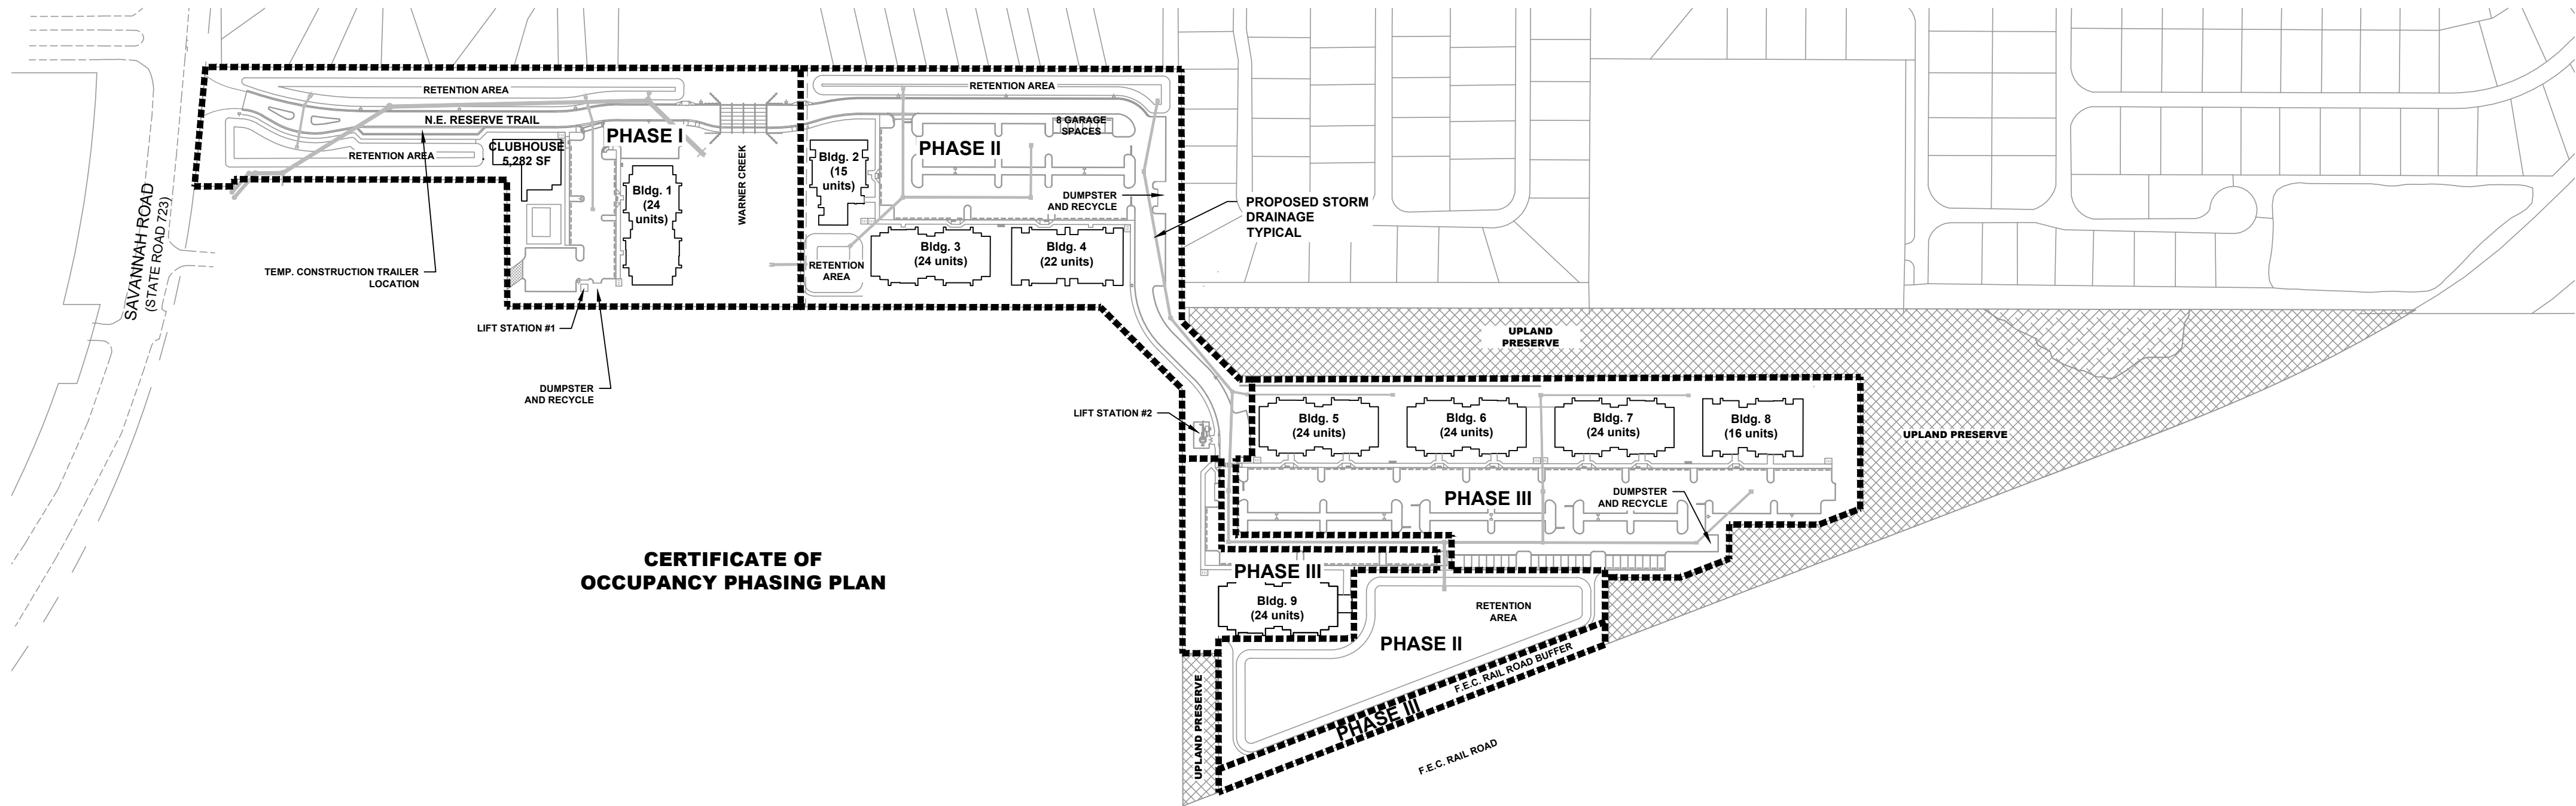 RETENTION AREA
N.E. RESERVE TRAIL
PHASE I
CLUBHOUSE
5,282 SF
RETENTION AREA
Bldg. 1
(24
units)
WARNER CREEK
SAVANNAH ROAD
(STATE ROAD 723)
TEMP. CONSTRUCTION TRAILER
LOCATION
LIFT STATION #1
DUMPSTER
AND RECYCLE
RETENTION AREA
8 GARAGE
SPACES
PHASE II
Bldg. 2
(15
units)
DUMPSTER
AND RECYCLE
PROPOSED STORM
DRAINAGE
TYPICAL
Bldg. 3
(24 units)
Bldg. 4
(22 units)
RETENTION
AREA
UPLAND
PRESERVE
LIFT STATION #2
Bldg. 5
(24 units)
Bldg. 6
(24 units)
Bldg. 7
(24 units)
Bldg. 8
(16 units)
UPLAND PRESERVE
PHASE III
DUMPSTER
AND RECYCLE
CERTIFICATE OF
OCCUPANCY PHASING PLAN
PHASE III
Bldg. 9
(24 units)
RETENTION
AREA
PHASE II
F.E.C. RAIL ROAD BUFFER
PHASE III
UPLAND PRESERVE
F.E.C. RAIL ROAD